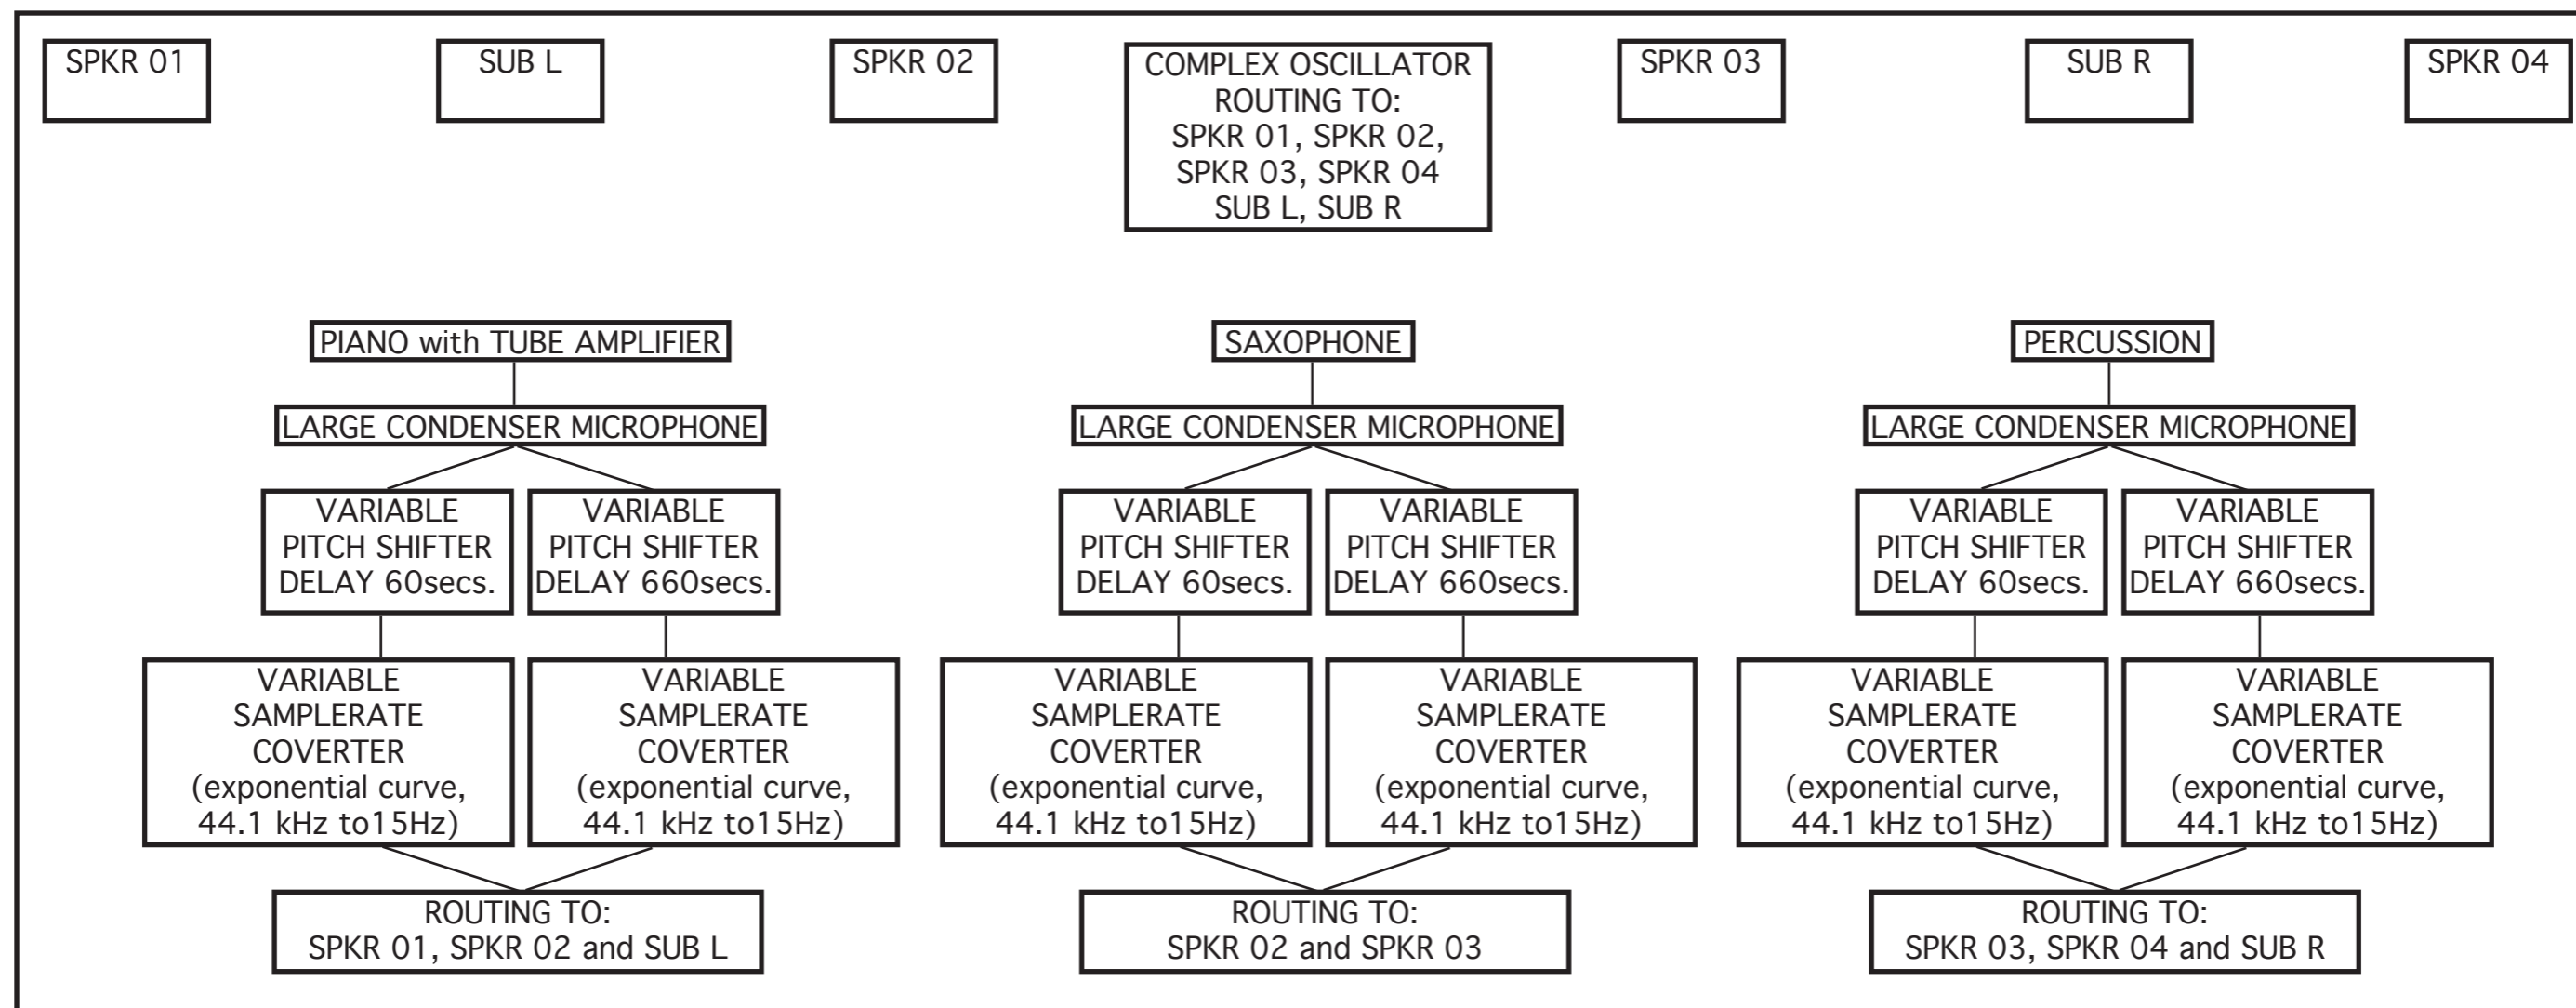 SPKR 01
SUB L
SPKR 02
COMPLEX OSCILLATOR
ROUTING TO:
SPKR 01, SPKR 02,
SPKR 03, SPKR 04
SUB L, SUB R
SPKR 03
SUB R
SPKR 04
PIANO with TUBE AMPLIFIER
LARGE CONDENSER MICROPHONE
VARIABLE
PITCH SHIFTER
DELAY 60secs.
VARIABLE
PITCH SHIFTER
DELAY 660secs.
VARIABLE
SAMPLERATE
COVERTER
(exponential curve,
44.1 kHz to15Hz)
VARIABLE
SAMPLERATE
COVERTER
(exponential curve,
44.1 kHz to15Hz)
ROUTING TO:
SPKR 01, SPKR 02 and SUB L
SAXOPHONE
LARGE CONDENSER MICROPHONE
VARIABLE
PITCH SHIFTER
DELAY 60secs.
VARIABLE
PITCH SHIFTER
DELAY 660secs.
VARIABLE
SAMPLERATE
COVERTER
(exponential curve,
44.1 kHz to15Hz)
VARIABLE
SAMPLERATE
COVERTER
(exponential curve,
44.1 kHz to15Hz)
ROUTING TO:
SPKR 02 and SPKR 03
PERCUSSION
LARGE CONDENSER MICROPHONE
VARIABLE
PITCH SHIFTER
DELAY 60secs.
VARIABLE
PITCH SHIFTER
DELAY 660secs.
VARIABLE
SAMPLERATE
COVERTER
(exponential curve,
44.1 kHz to15Hz)
VARIABLE
SAMPLERATE
COVERTER
(exponential curve,
44.1 kHz to15Hz)
ROUTING TO:
SPKR 03, SPKR 04 and SUB R